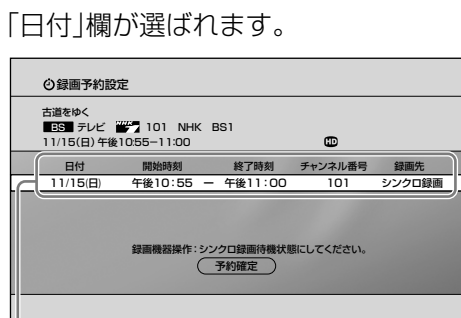 「日付」欄が選ばれます。
録画予約設定
古道をゆく
BS テレビ 101 NHK BS1
11/15(日) 午後10:55−11:00 HD
日付 開始時刻 終了時刻 チャンネル番号 録画先
11/15(日) 午後10:55 − 午後11:00 101 シンクロ録画
録画機器操作：シンクロ録画待機状態にしてください。
予約確定